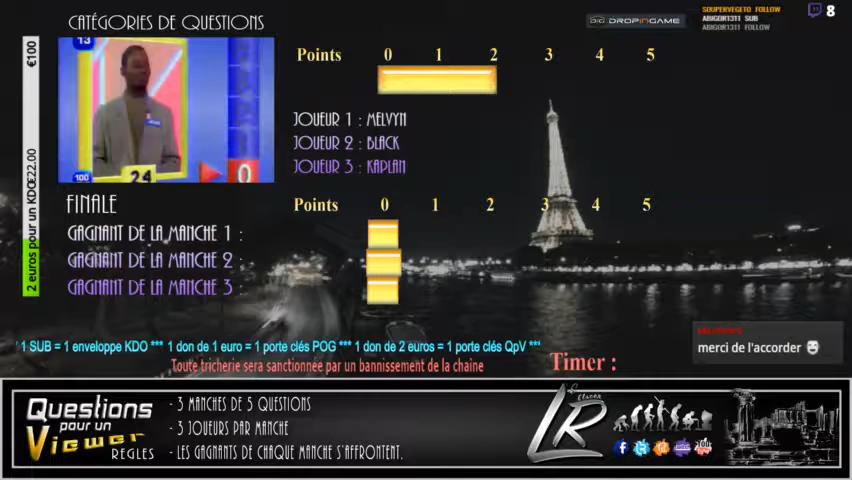 CATÉGORIES DE QUESTIONS
DROPINGAME
SOUPERVEGETO FOLLOW
ABIGOR1311 SUB
ABIGOR1311 FOLLOW
8
€100
2 euros pour un KDO€22.00
13
100
24
0
Points 0 1 2 3 4 5
JOUEUR 1 : MELVYN
JOUEUR 2 : BLACK
JOUEUR 3 : KAPLAN
FINALE
Points 0 1 2 3 4 5
GAGNANT DE LA MANCHE 1 :
GAGNANT DE LA MANCHE 2 :
GAGNANT DE LA MANCHE 3 :
1 SUB = 1 enveloppe KDO *** 1 don de 1 euro = 1 porte clés POG *** 1 don de 2 euros = 1 porte clés QpV ***
Toute tricherie sera sanctionnée par un bannissement de la chaine
Timer :
merci de l'accorder
Questions
pour un
Viewer
REGLES
- 3 MANCHES DE 5 QUESTIONS
- 3 JOUEURS PAR MANCHE
- LES GAGNANTS DE CHAQUE MANCHE S'AFFRONTENT.
LR